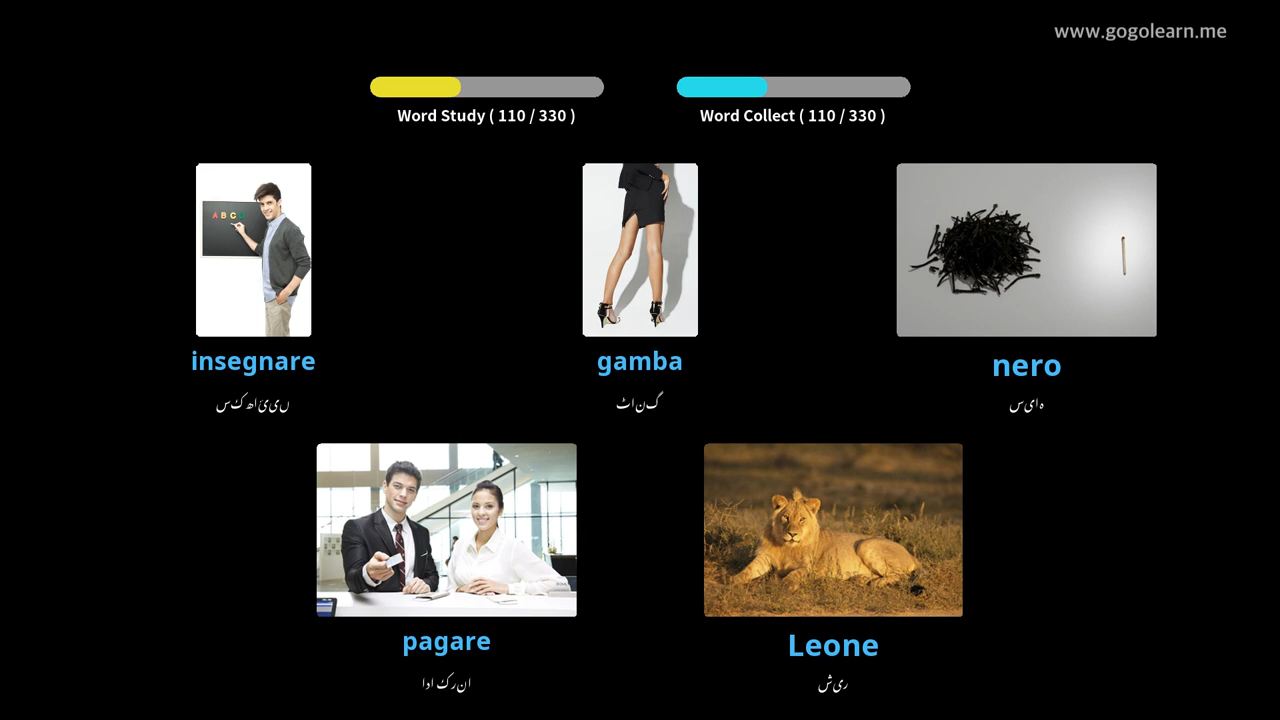 www.gogolearn.me
Word Study ( 110 / 330 )
Word Collect ( 110 / 330 )
insegnare
سکھائیں
gamba
ٹانگ
nero
سیاہ
pagare
ادا کرنا
Leone
شیر